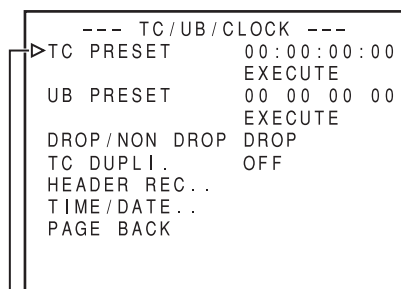 --- TC/UB/CLOCK ---
TC PRESET 00:00:00:00
EXECUTE
UB PRESET 00 00 00 00
EXECUTE
DROP/NON DROP DROP
TC DUPLI. OFF
HEADER REC..
TIME/DATE..
PAGE BACK